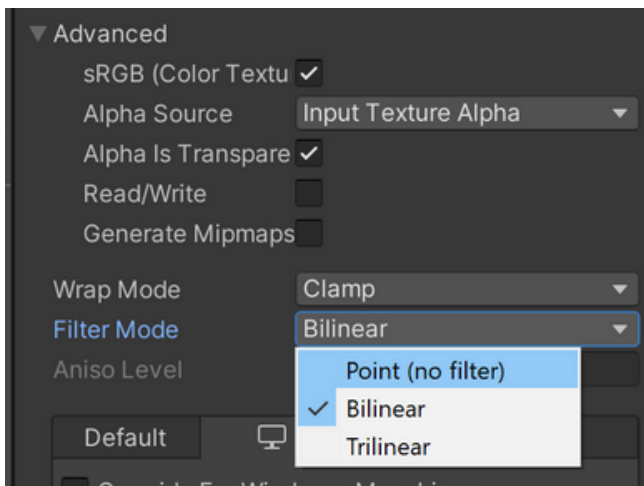 Advanced
sRGB (Color Textu
Alpha Source Input Texture Alpha
Alpha Is Transpare
Read/Write
Generate Mipmaps
Wrap Mode Clamp
Filter Mode Bilinear
Aniso Level
Point (no filter)
Bilinear
Default
Trilinear